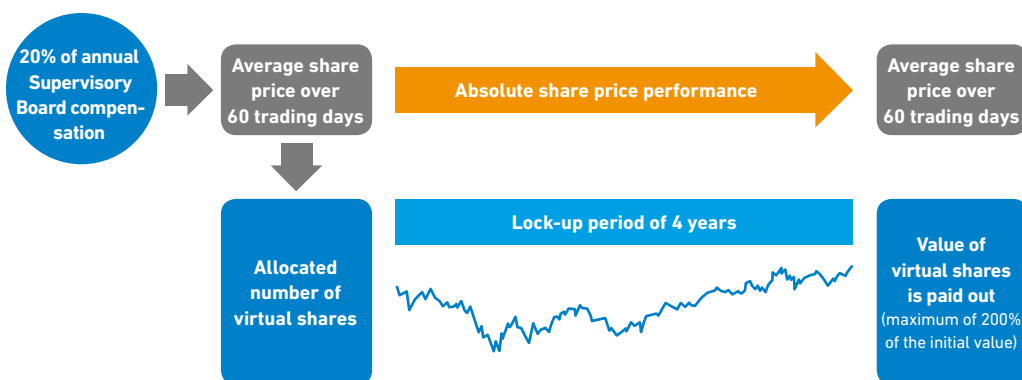 20% of annual
Supervisory
Board compen-
sation
Average share
price over
60 trading days
Absolute share price performance
Average share
price over
60 trading days
Allocated
number of
virtual shares
Lock-up period of 4 years
Value of
virtual shares
is paid out
(maximum of 200%
of the initial value)